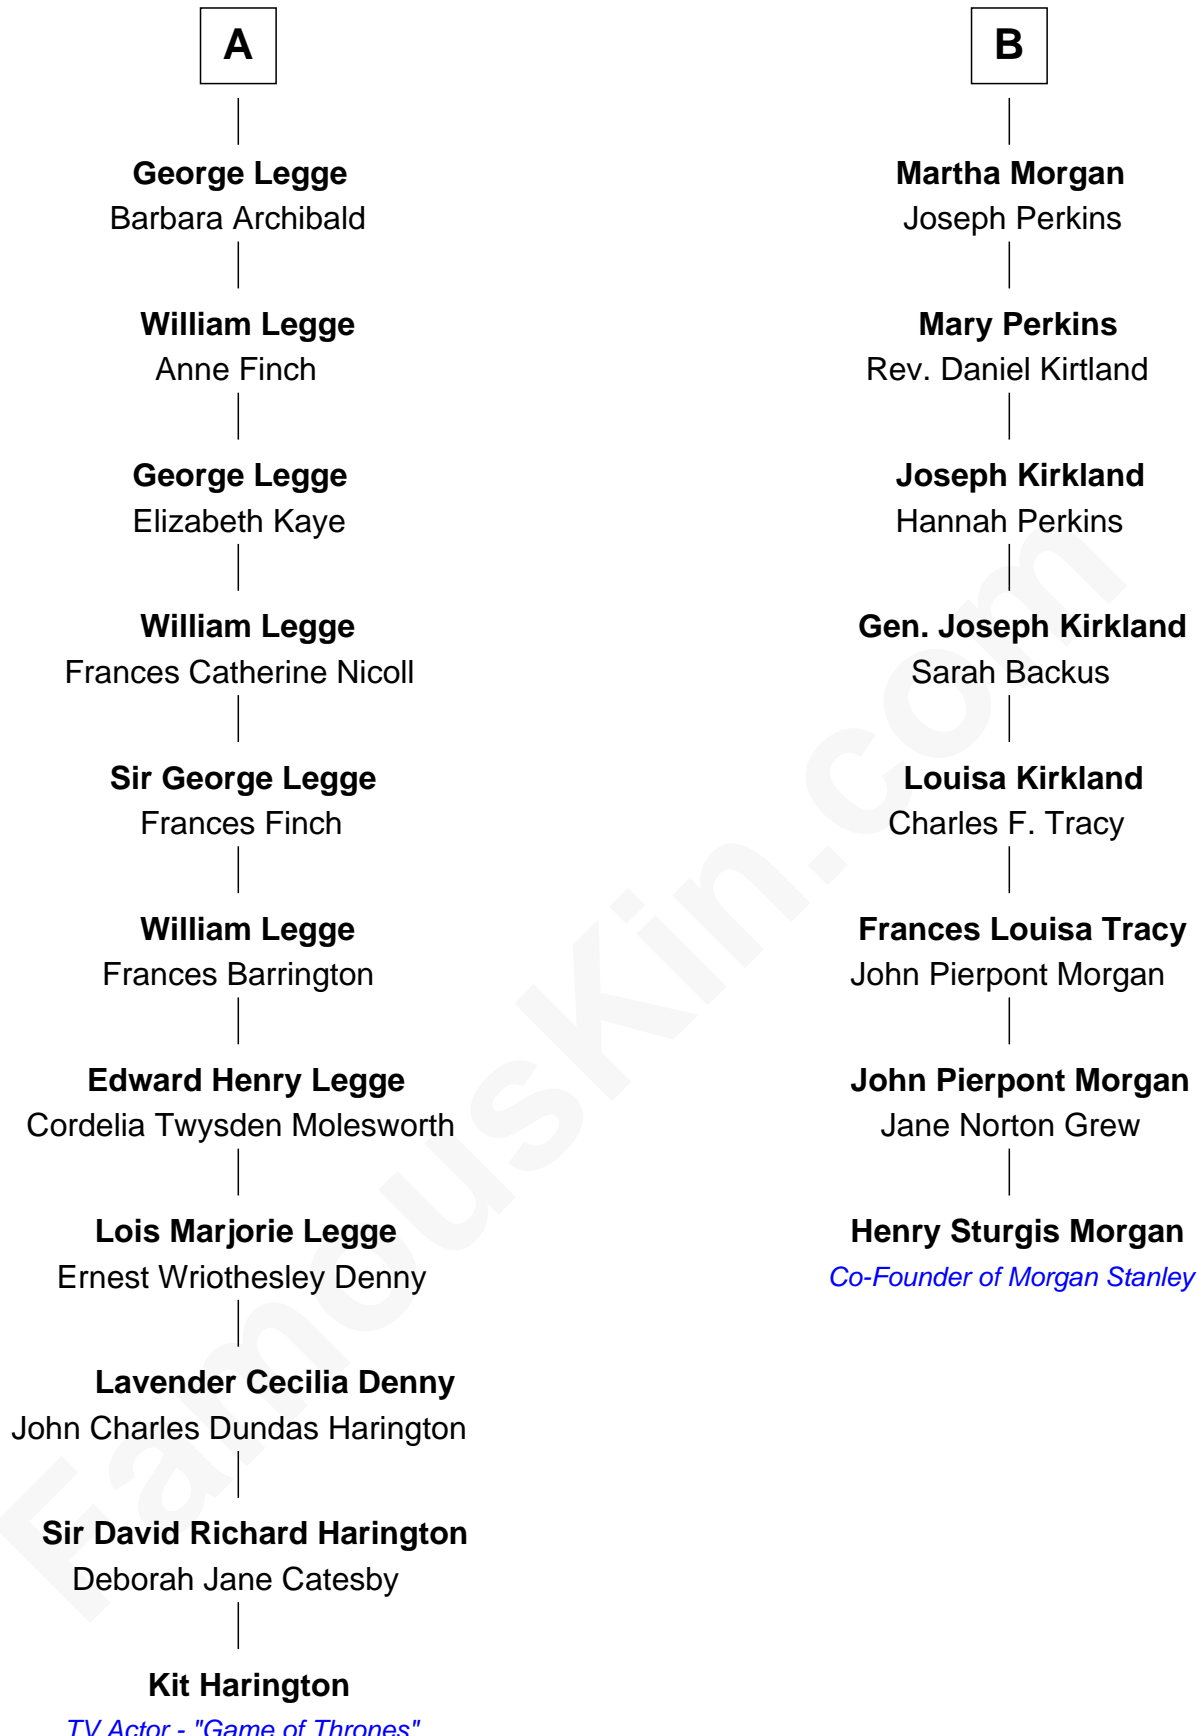 A
George Legge
Barbara Archibald
William Legge
Anne Finch
George Legge
Elizabeth Kaye
William Legge
Frances Catherine Nicoll
Sir George Legge
Frances Finch
William Legge
Frances Barrington
Edward Henry Legge
Cordelia Twysden Molesworth
Lois Marjorie Legge
Ernest Wriothesley Denny
Lavender Cecilia Denny
John Charles Dundas Harington
Sir David Richard Harington
Deborah Jane Catesby
Kit Harington
TV Actor - "Game of Thrones"
B
Martha Morgan
Joseph Perkins
Mary Perkins
Rev. Daniel Kirtland
Joseph Kirkland
Hannah Perkins
Gen. Joseph Kirkland
Sarah Backus
Louisa Kirkland
Charles F. Tracy
Frances Louisa Tracy
John Pierpont Morgan
John Pierpont Morgan
Jane Norton Grew
Henry Sturgis Morgan
Co-Founder of Morgan Stanley
FamousKin.com